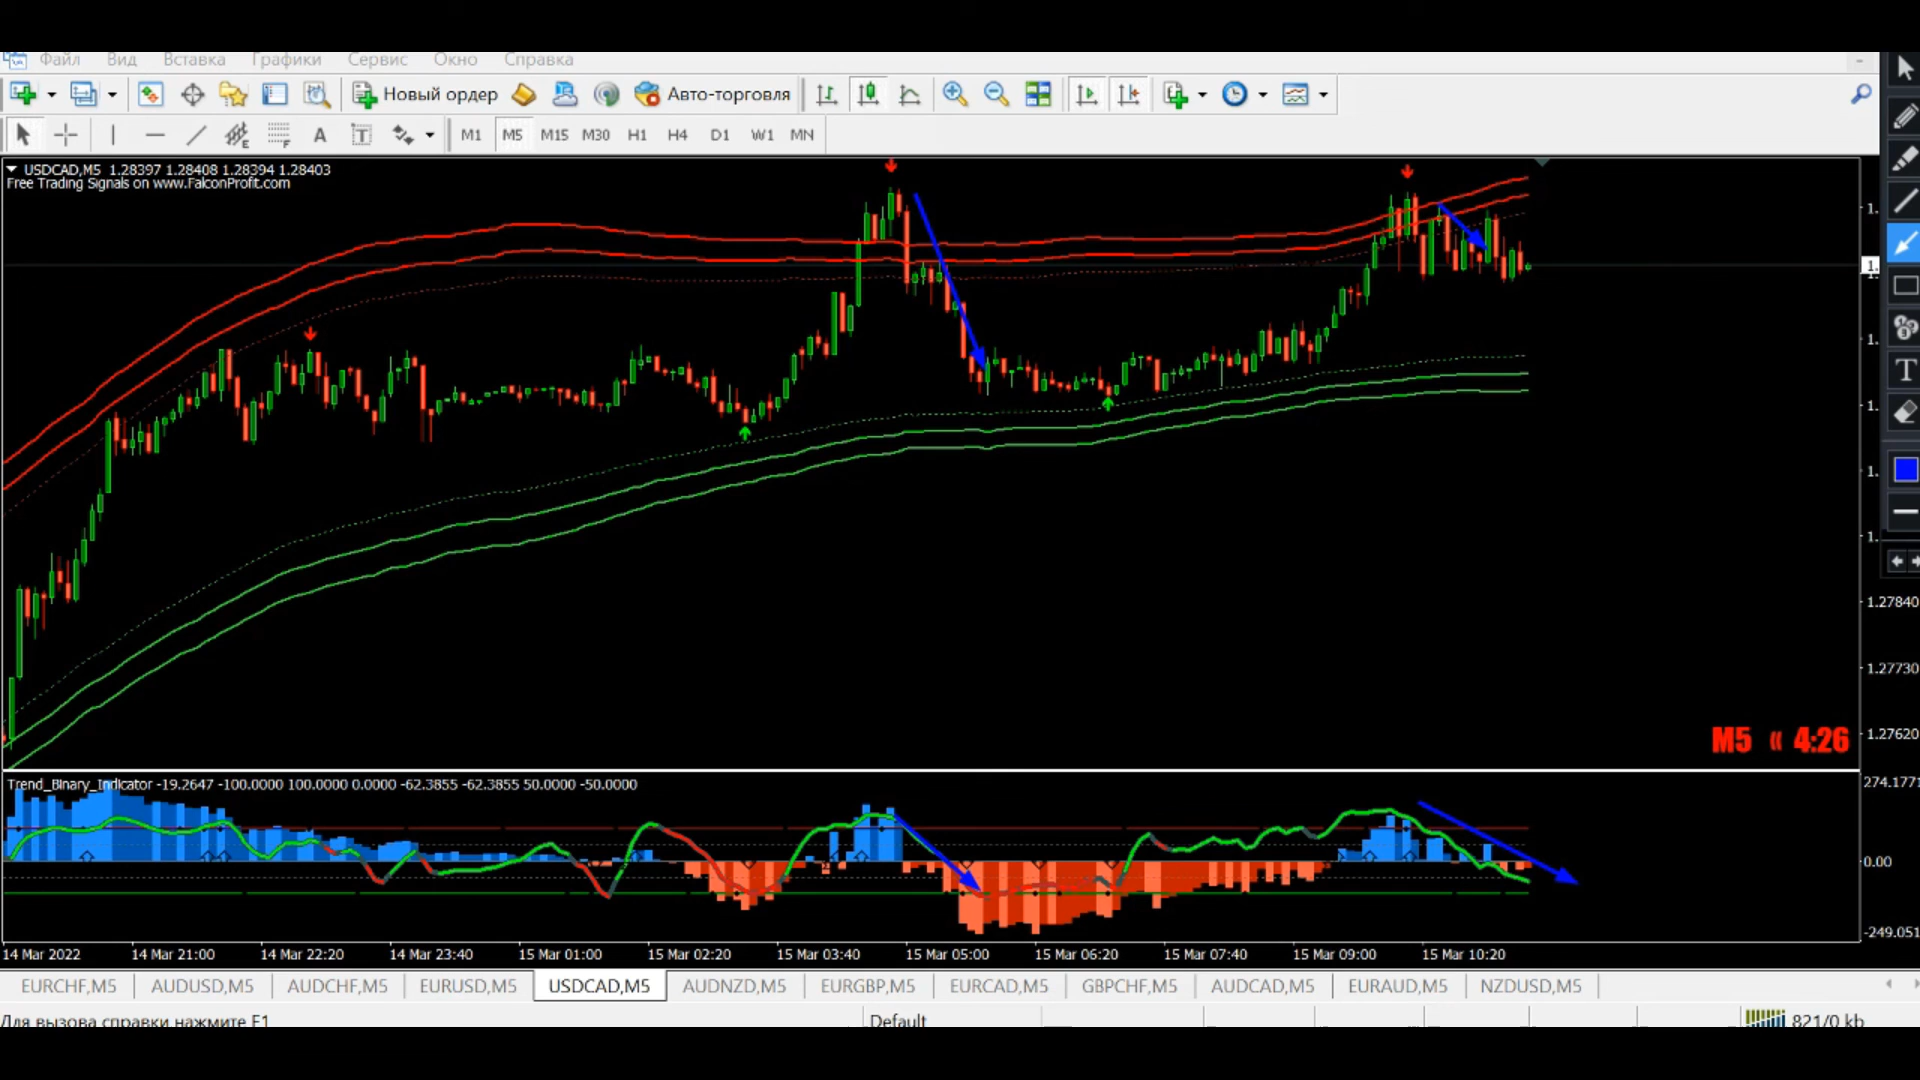 Файл Вид Вставка Графики Сервис Окно Справка
Новый ордер Авто-торговля
A T M1 M5 M15 M30 H1 H4 D1 W1 MN
USDCAD,M5 1.28397 1.28408 1.28394 1.28403
Free Trading Signals on www.FalconProfit.com
1.27840
1.27730
M5 « 4:26
1.27620
Trend_Binary_Indicator -19.2647 -100.0000 100.0000 0.0000 -62.3855 -62.3855 50.0000 -50.0000
274.1771
0.00
-249.051
14 Mar 2022 14 Mar 21:00 14 Mar 22:20 14 Mar 23:40 15 Mar 01:00 15 Mar 02:20 15 Mar 03:40 15 Mar 05:00 15 Mar 06:20 15 Mar 07:40 15 Mar 09:00 15 Mar 10:20
EURCHF,M5 AUDUSD,M5 AUDCHF,M5 EURUSD,M5 USDCAD,M5 AUDNZD,M5 EURGBP,M5 EURCAD,M5 GBPCHF,M5 AUDCAD,M5 EURAUD,M5 NZDUSD,M5
Для вызова справки нажмите F1 Default 821/0 kb